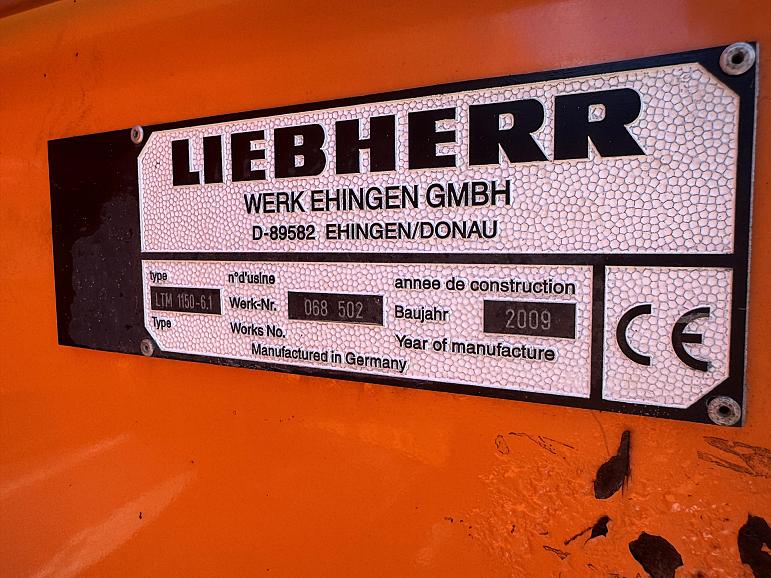 LIEBHERR
WERK EHINGEN GMBH
D-89582 EHINGEN/DONAU
type n°d'usine annee de construction
LTM 1150-6.1 Werk-Nr. 068 502 Baujahr 2009
Type Works No. Year of manufacture
Manufactured in Germany
CE